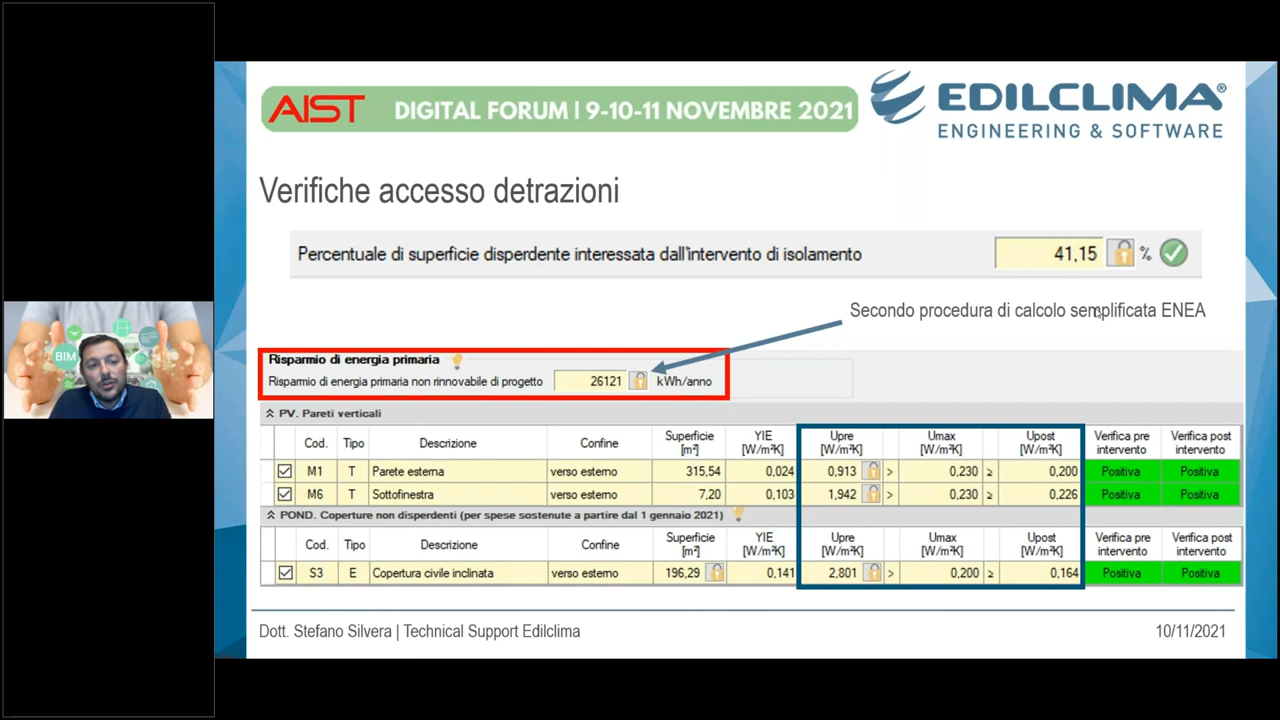 AIST DIGITAL FORUM | 9-10-11 NOVEMBRE 2021
EDILCLIMA®
ENGINEERING & SOFTWARE
Verifiche accesso detrazioni
Percentuale di superficie disperdente interessata dall'intervento di isolamento 41,15 %
Secondo procedura di calcolo semplificata ENEA
Risparmio di energia primaria
Risparmio di energia primaria non rinnovabile di progetto 26121 kWh/anno
PV. Pareti verticali
Cod. Tipo Descrizione Confine Superficie [m²] YIE [W/m²K] Upre [W/m²K] Umax [W/m²K] Upost [W/m²K] Verifica pre intervento Verifica post intervento
M1 T Parete esterna verso esterno 315,54 0,024 0,913 > 0,230 ≥ 0,200 Positiva Positiva
M6 T Sottofinestra verso esterno 7,20 0,103 1,942 > 0,230 ≥ 0,226 Positiva Positiva
POND. Coperture non disperdenti (per spese sostenute a partire dal 1 gennaio 2021)
Cod. Tipo Descrizione Confine Superficie [m²] YIE [W/m²K] Upre [W/m²K] Umax [W/m²K] Upost [W/m²K] Verifica pre intervento Verifica post intervento
S3 E Copertura civile inclinata verso esterno 196,29 0,141 2,801 > 0,200 ≥ 0,164 Positiva Positiva
BIM
Dott. Stefano Silvera | Technical Support Edilclima
10/11/2021